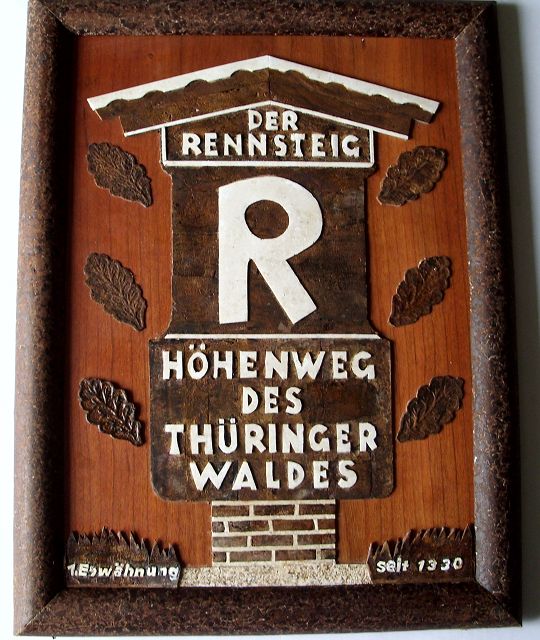 DER
RENNSTEIG
R
HÖHENWEG
DES
THÜRINGER
WALDES
1.Erwähnung
seit 1330